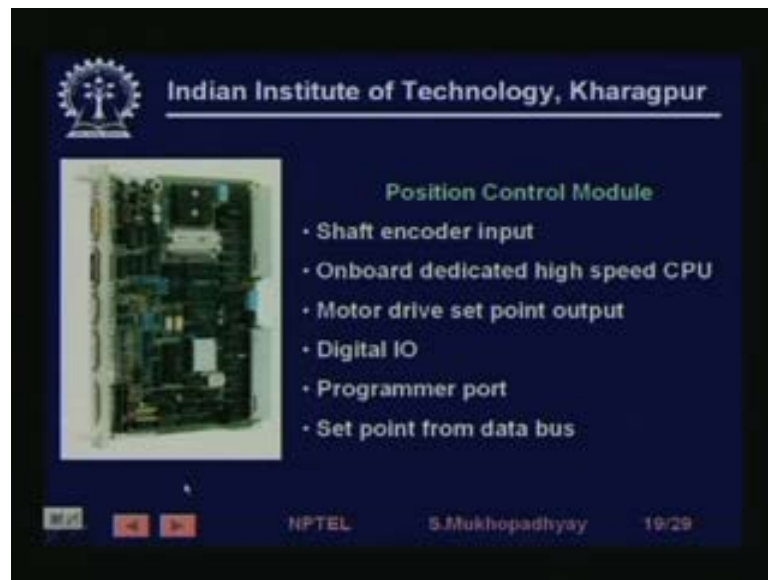 Indian Institute of Technology, Kharagpur
Position Control Module
• Shaft encoder input
• Onboard dedicated high speed CPU
• Motor drive set point output
• Digital IO
• Programmer port
• Set point from data bus
NPTEL S.Mukhopadhyay 19/29